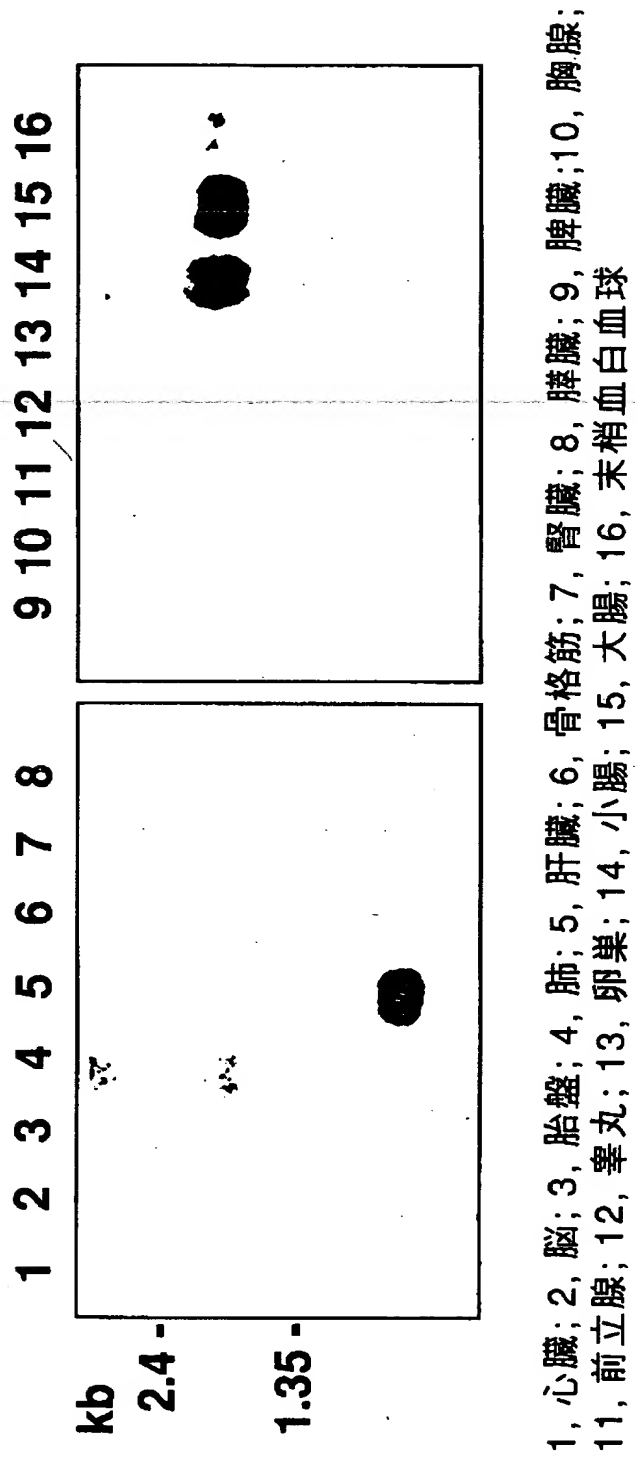 1 2 3 4 5 6 7 8
9 10 11 12 13 14 15 16
kb
2.4 -
1.35 -
1, 心臓; 2, 脳; 3, 胎盤; 4, 肺; 5, 肝臓; 6, 骨格筋; 7, 腎臓; 8, 膵臓; 9, 脾臓;10, 胸腺;
11, 前立腺; 12, 睾丸; 13, 卵巣; 14, 小腸; 15, 大腸; 16, 末梢血白血球